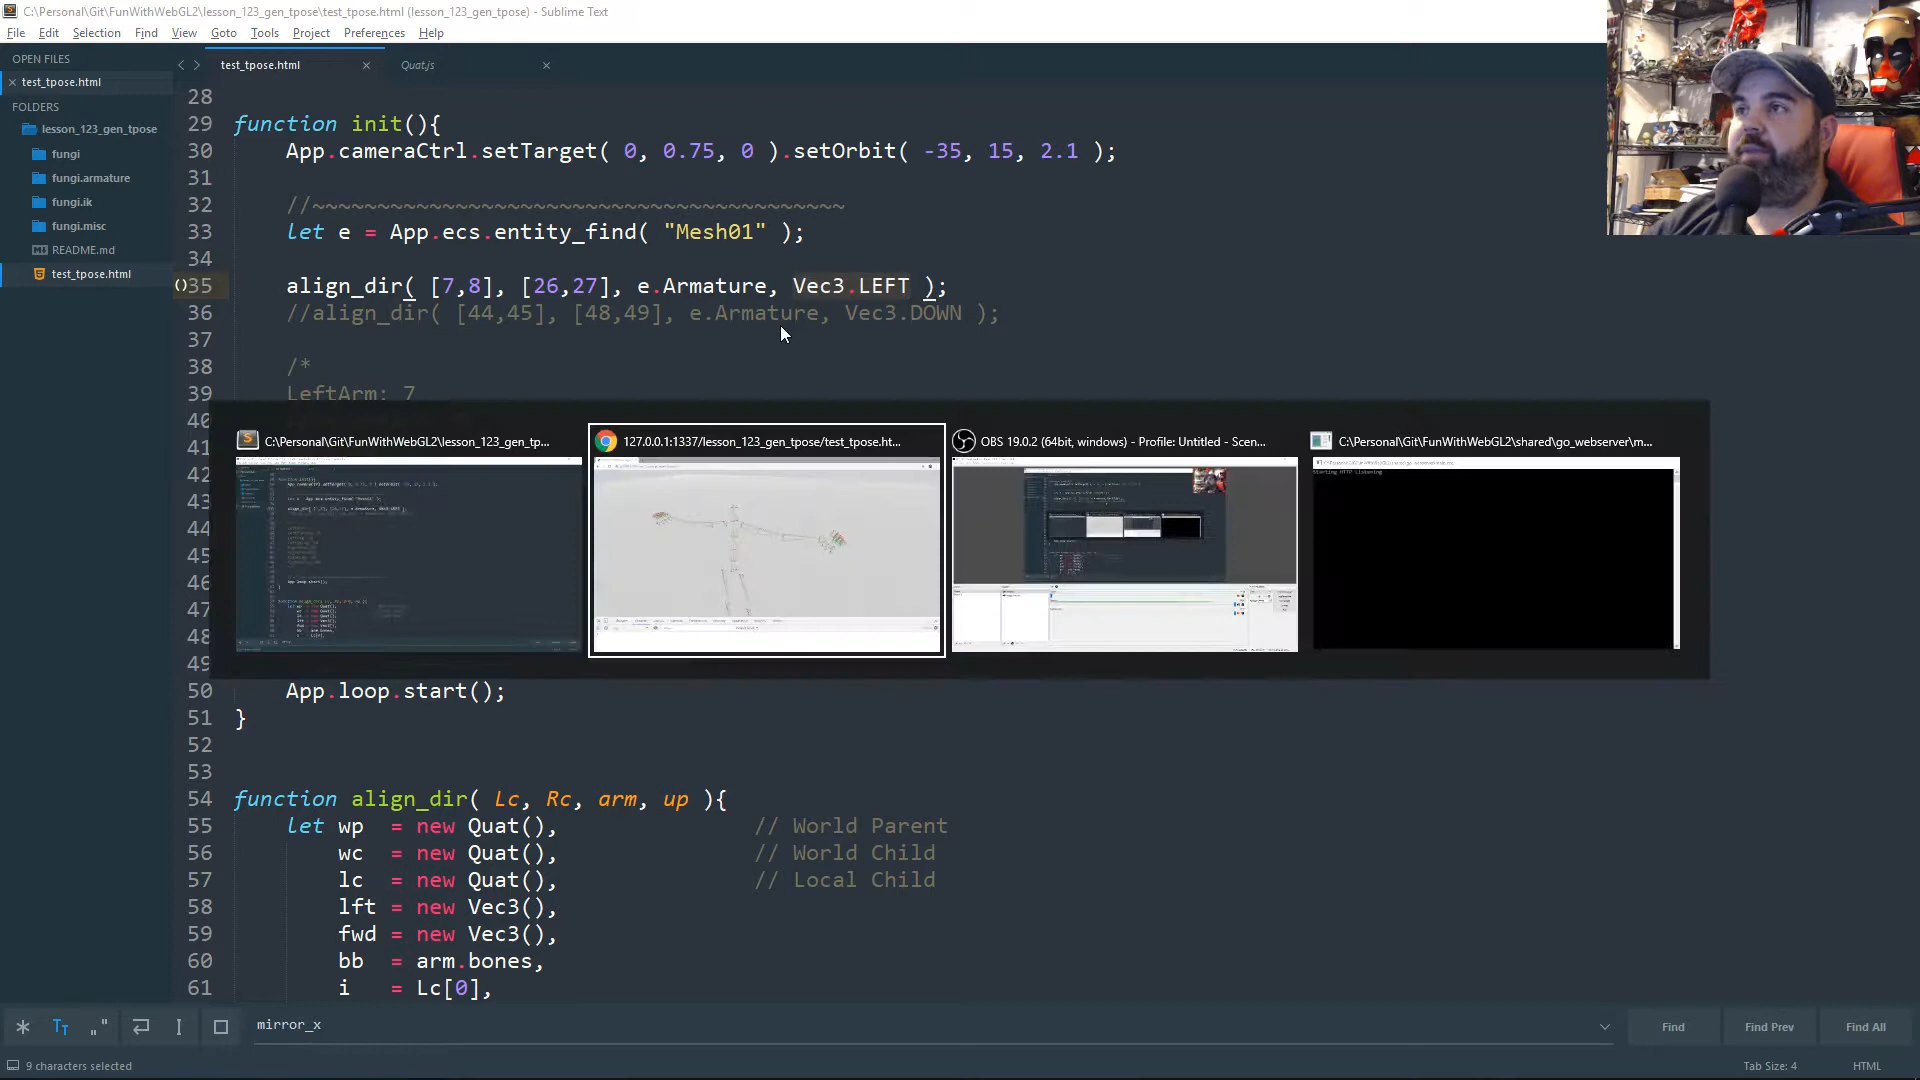 C:\Personal\Git\FunWithWebGL2\lesson_123_gen_tpose\test_tpose.html (lesson_123_gen_tpose) - Sublime Text
File Edit Selection Find View Goto Tools Project Preferences Help
OPEN FILES
test_tpose.html
FOLDERS
lesson_123_gen_tpose
fungi
fungi.armature
fungi.ik
fungi.misc
README.md
test_tpose.html
test_tpose.html
Quat.js
28
29 function init(){
30 App.cameraCtrl.setTarget( 0, 0.75, 0 ).setOrbit( -35, 15, 2.1 );
31
32 //~~~~~~~~~~~~~~~~~~~~~~~~~~~~~~~~~~~~~~~~~
33 let e = App.ecs.entity_find( "Mesh01" );
34
35 align_dir( [7,8], [26,27], e.Armature, Vec3.LEFT );
36 //align_dir( [44,45], [48,49], e.Armature, Vec3.DOWN );
37
38 /*
39 LeftArm: 7
40
41
42
43
44
45
46
47
48
49
C:\Personal\Git\FunWithWebGL2\lesson_123_gen_tp...
127.0.0.1:1337/lesson_123_gen_tpose/test_tpose.ht...
OBS 19.0.2 (64bit, windows) - Profile: Untitled - Scen...
C:\Personal\Git\FunWithWebGL2\shared\go_webserver\m...
Starting HTTP Listening
50 App.loop.start();
51 }
52
53
54 function align_dir( Lc, Rc, arm, up ){
55 let wp = new Quat(), // World Parent
56 wc = new Quat(), // World Child
57 lc = new Quat(), // Local Child
58 lft = new Vec3(),
59 fwd = new Vec3(),
60 bb = arm.bones,
61 i = Lc[0],
mirror_x
Find Find Prev Find All
9 characters selected
Tab Size: 4 HTML